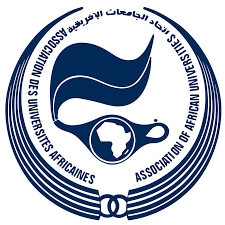 اتحاد الجامعات الإفريقية
ASSOCIATION DES UNIVERSITES AFRICAINES
ASSOCIATION OF AFRICAN UNIVERSITIES